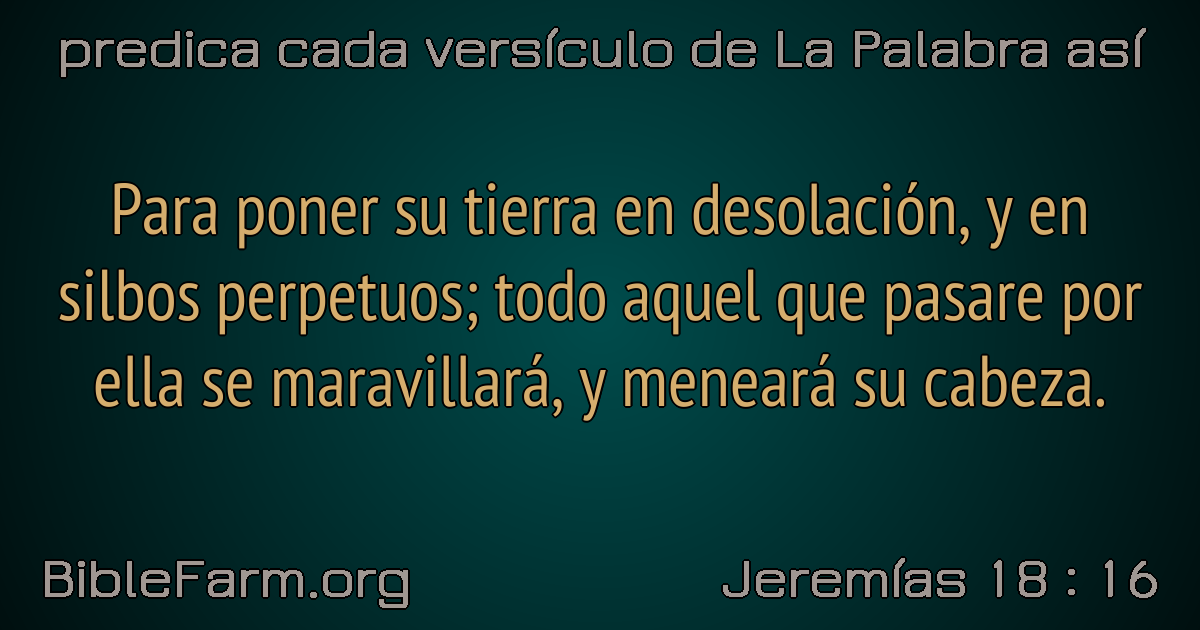 predica cada versículo de La Palabra así
Para poner su tierra en desolación, y en
silbos perpetuos; todo aquel que pasare por
ella se maravillará, y meneará su cabeza.
BibleFarm.org
Jeremías 18 : 16